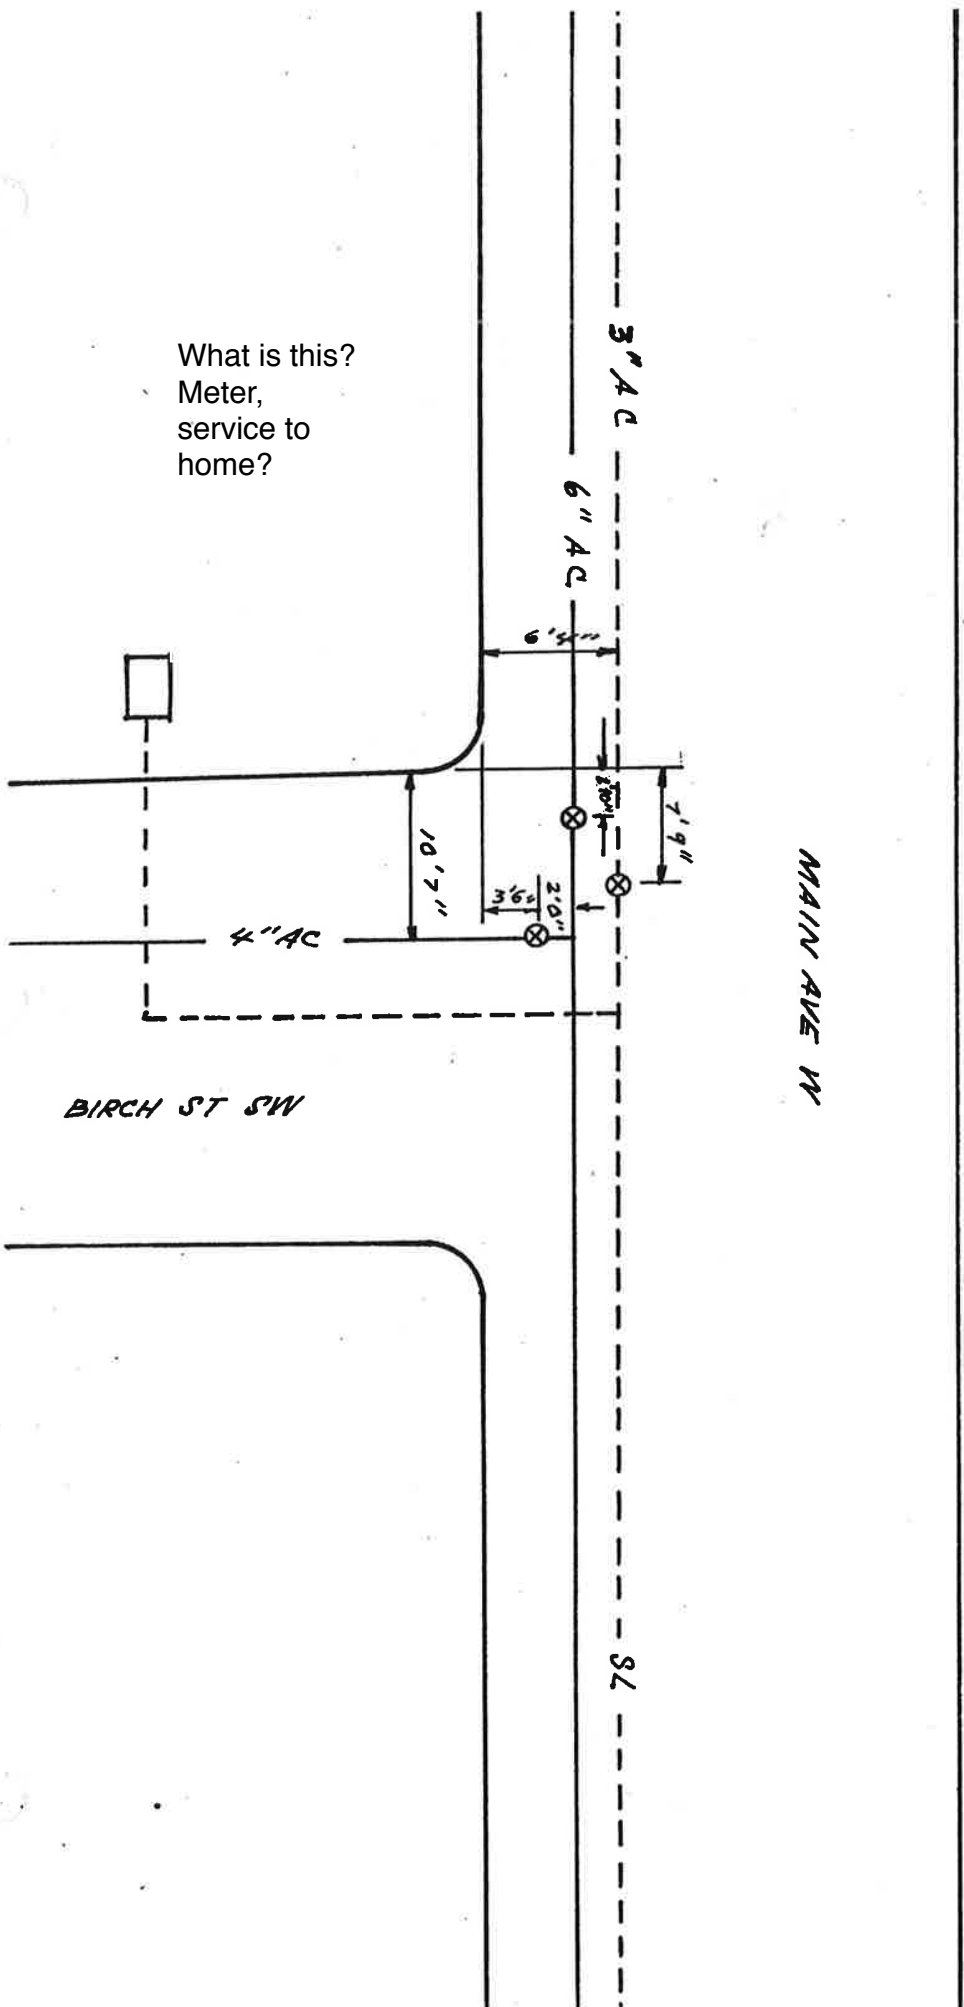 What is this?
Meter,
service to
home?
3" AC
6" AC
6'4"
7'9"
10'7"
3'6"
2'0"
4" AC
MAIN AVE W
BIRCH ST SW
SL